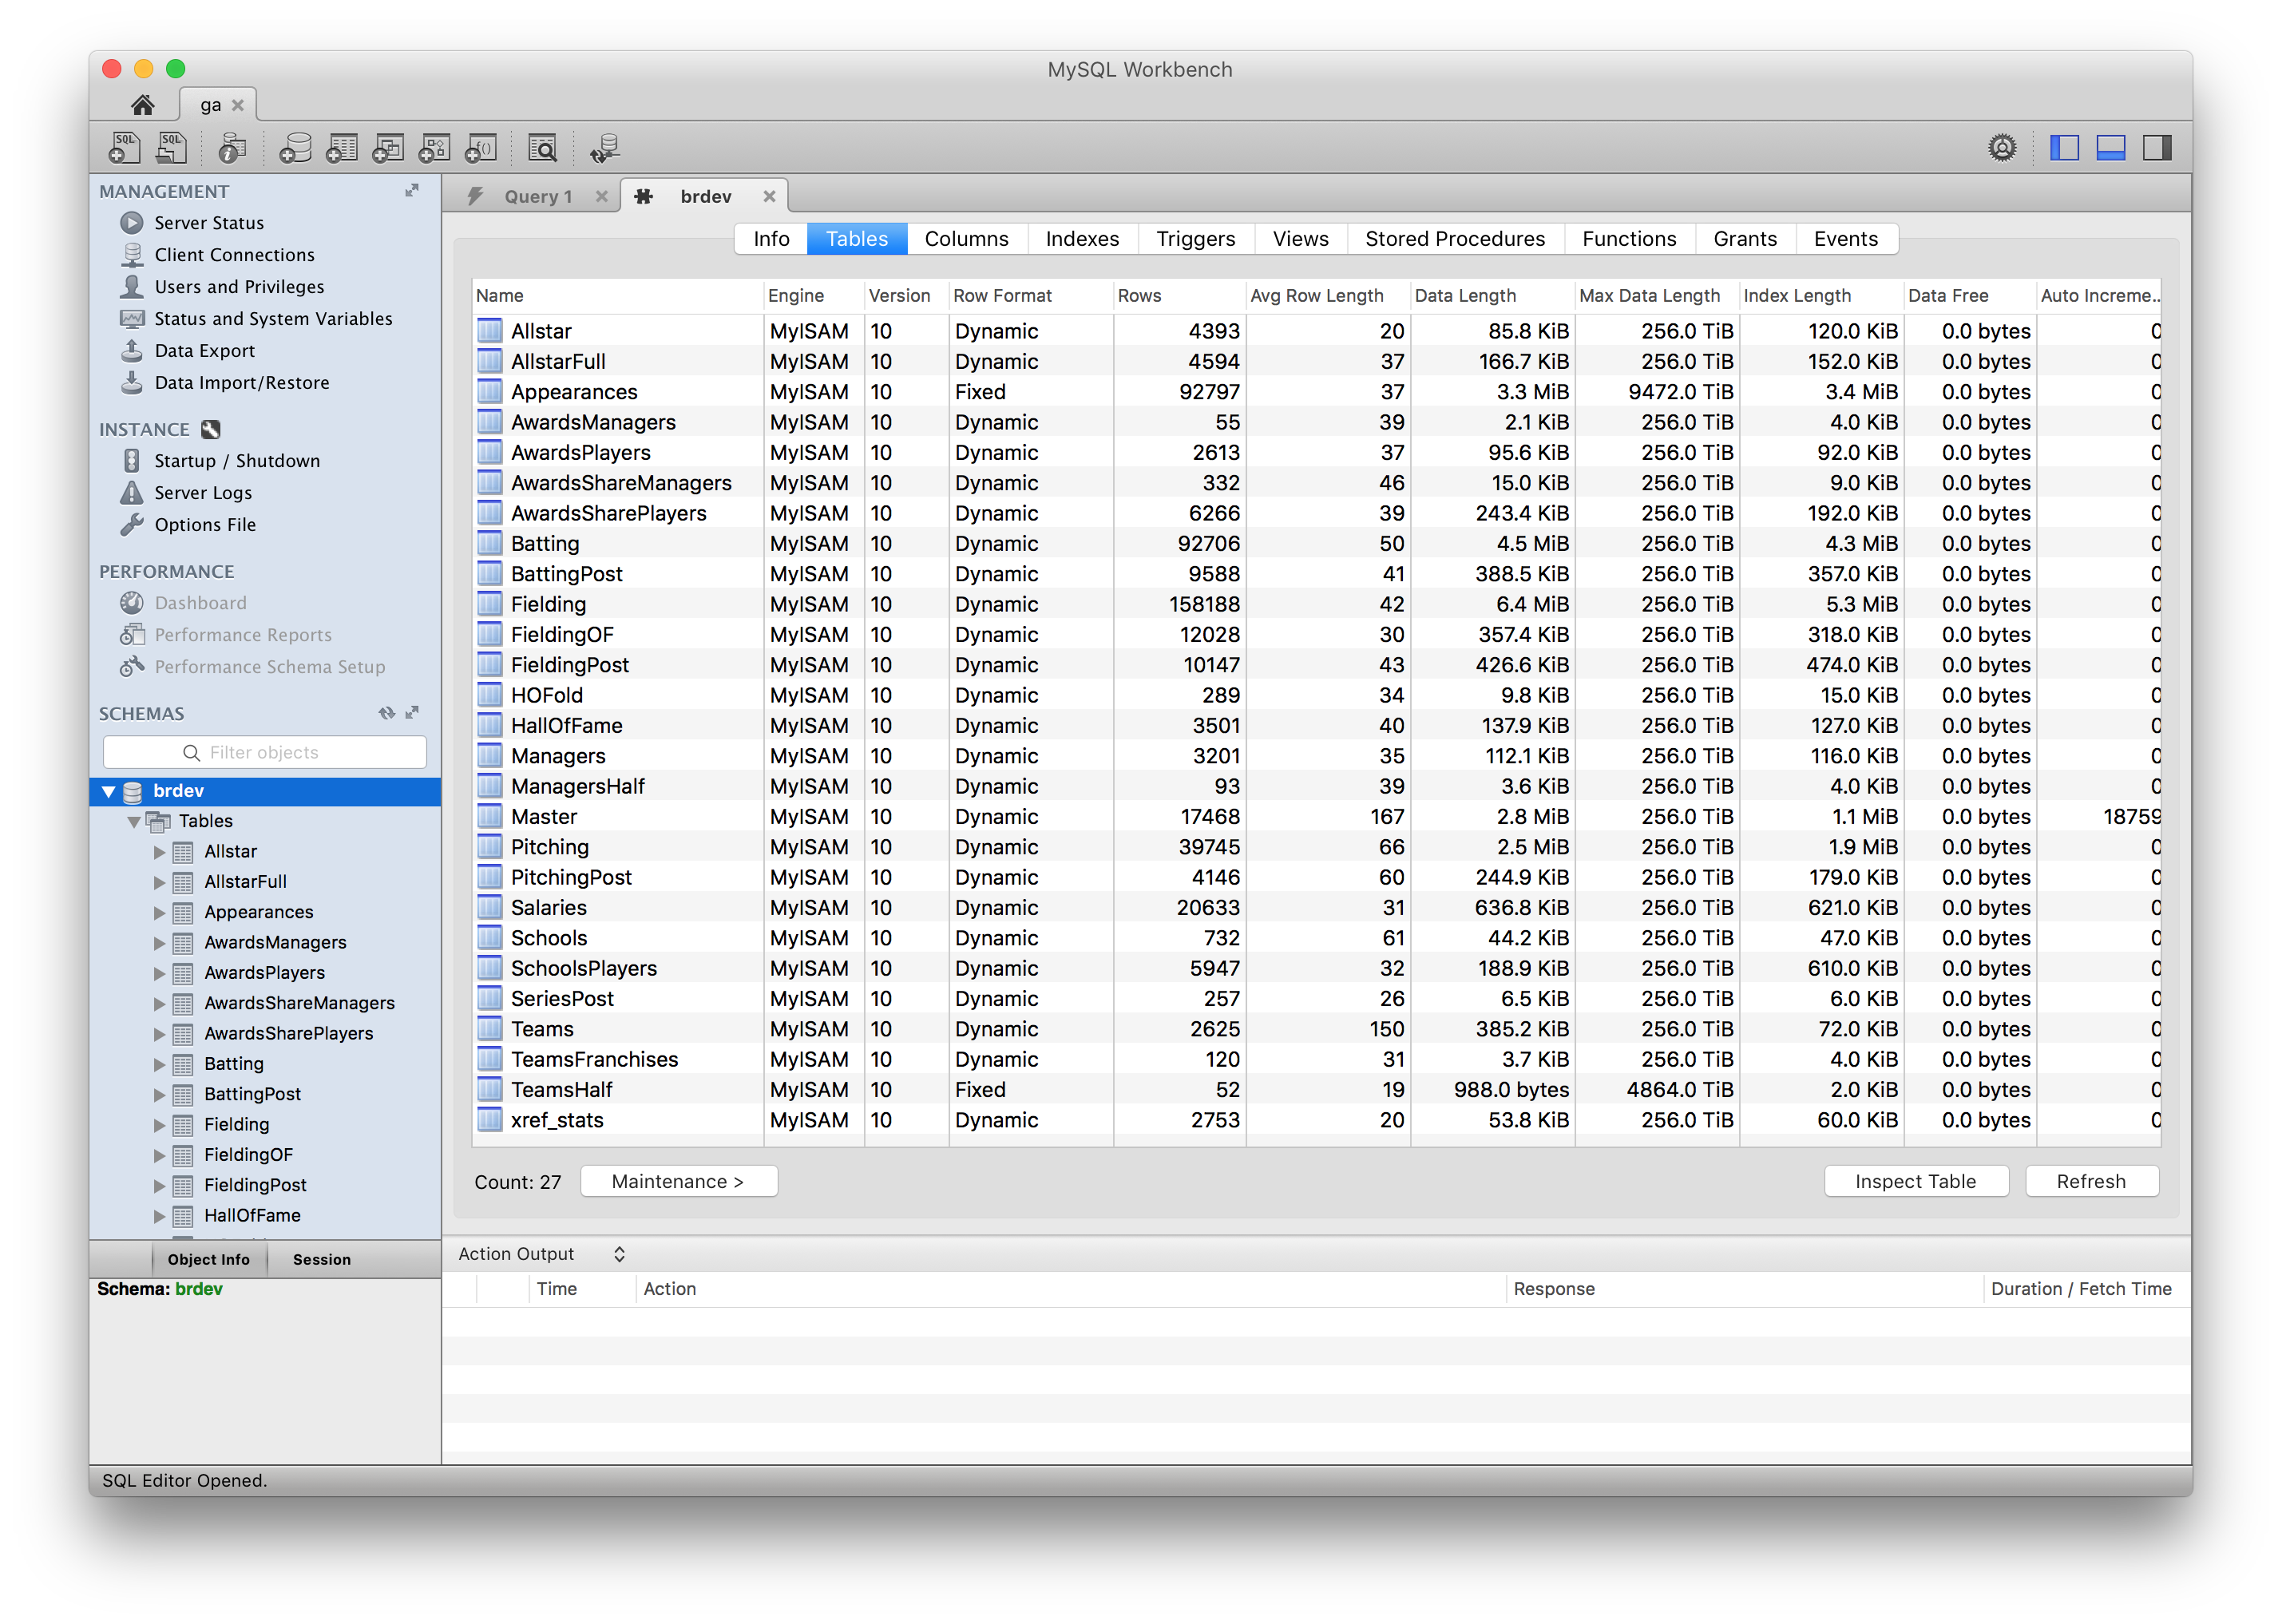 MySQL Workbench
ga
SQL SQL
MANAGEMENT
Server Status
Client Connections
Users and Privileges
Status and System Variables
Data Export
Data Import/Restore
INSTANCE
Startup / Shutdown
Server Logs
Options File
PERFORMANCE
Dashboard
Performance Reports
Performance Schema Setup
SCHEMAS
Filter objects
brdev
Tables
Allstar
AllstarFull
Appearances
AwardsManagers
AwardsPlayers
AwardsShareManagers
AwardsSharePlayers
Batting
BattingPost
Fielding
FieldingOF
FieldingPost
HallOfFame
Object Info Session
Schema: brdev
Query 1 brdev
Info Tables Columns Indexes Triggers Views Stored Procedures Functions Grants Events
Name Engine Version Row Format Rows Avg Row Length Data Length Max Data Length Index Length Data Free Auto Increme...
Allstar MyISAM 10 Dynamic 4393 20 85.8 KiB 256.0 TiB 120.0 KiB 0.0 bytes 0
AllstarFull MyISAM 10 Dynamic 4594 37 166.7 KiB 256.0 TiB 152.0 KiB 0.0 bytes 0
Appearances MyISAM 10 Fixed 92797 37 3.3 MiB 9472.0 TiB 3.4 MiB 0.0 bytes 0
AwardsManagers MyISAM 10 Dynamic 55 39 2.1 KiB 256.0 TiB 4.0 KiB 0.0 bytes 0
AwardsPlayers MyISAM 10 Dynamic 2613 37 95.6 KiB 256.0 TiB 92.0 KiB 0.0 bytes 0
AwardsShareManagers MyISAM 10 Dynamic 332 46 15.0 KiB 256.0 TiB 9.0 KiB 0.0 bytes 0
AwardsSharePlayers MyISAM 10 Dynamic 6266 39 243.4 KiB 256.0 TiB 192.0 KiB 0.0 bytes 0
Batting MyISAM 10 Dynamic 92706 50 4.5 MiB 256.0 TiB 4.3 MiB 0.0 bytes 0
BattingPost MyISAM 10 Dynamic 9588 41 388.5 KiB 256.0 TiB 357.0 KiB 0.0 bytes 0
Fielding MyISAM 10 Dynamic 158188 42 6.4 MiB 256.0 TiB 5.3 MiB 0.0 bytes 0
FieldingOF MyISAM 10 Dynamic 12028 30 357.4 KiB 256.0 TiB 318.0 KiB 0.0 bytes 0
FieldingPost MyISAM 10 Dynamic 10147 43 426.6 KiB 256.0 TiB 474.0 KiB 0.0 bytes 0
HOFold MyISAM 10 Dynamic 289 34 9.8 KiB 256.0 TiB 15.0 KiB 0.0 bytes 0
HallOfFame MyISAM 10 Dynamic 3501 40 137.9 KiB 256.0 TiB 127.0 KiB 0.0 bytes 0
Managers MyISAM 10 Dynamic 3201 35 112.1 KiB 256.0 TiB 116.0 KiB 0.0 bytes 0
ManagersHalf MyISAM 10 Dynamic 93 39 3.6 KiB 256.0 TiB 4.0 KiB 0.0 bytes 0
Master MyISAM 10 Dynamic 17468 167 2.8 MiB 256.0 TiB 1.1 MiB 0.0 bytes 18759
Pitching MyISAM 10 Dynamic 39745 66 2.5 MiB 256.0 TiB 1.9 MiB 0.0 bytes 0
PitchingPost MyISAM 10 Dynamic 4146 60 244.9 KiB 256.0 TiB 179.0 KiB 0.0 bytes 0
Salaries MyISAM 10 Dynamic 20633 31 636.8 KiB 256.0 TiB 621.0 KiB 0.0 bytes 0
Schools MyISAM 10 Dynamic 732 61 44.2 KiB 256.0 TiB 47.0 KiB 0.0 bytes 0
SchoolsPlayers MyISAM 10 Dynamic 5947 32 188.9 KiB 256.0 TiB 610.0 KiB 0.0 bytes 0
SeriesPost MyISAM 10 Dynamic 257 26 6.5 KiB 256.0 TiB 6.0 KiB 0.0 bytes 0
Teams MyISAM 10 Dynamic 2625 150 385.2 KiB 256.0 TiB 72.0 KiB 0.0 bytes 0
TeamsFranchises MyISAM 10 Dynamic 120 31 3.7 KiB 256.0 TiB 4.0 KiB 0.0 bytes 0
TeamsHalf MyISAM 10 Fixed 52 19 988.0 bytes 4864.0 TiB 2.0 KiB 0.0 bytes 0
xref_stats MyISAM 10 Dynamic 2753 20 53.8 KiB 256.0 TiB 60.0 KiB 0.0 bytes 0
Count: 27 Maintenance > Inspect Table Refresh
Action Output
Time Action Response Duration / Fetch Time
SQL Editor Opened.